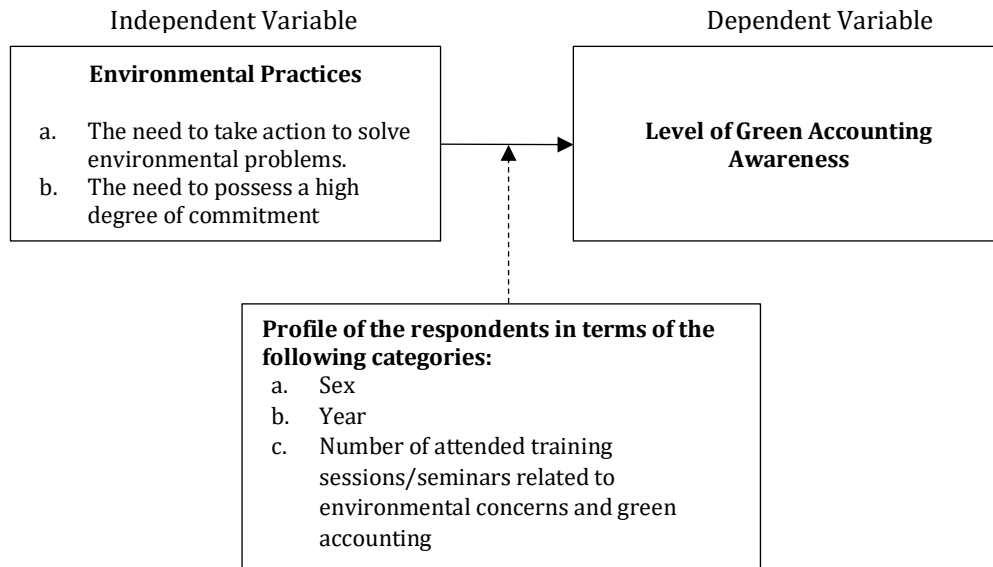 Independent Variable
Dependent Variable
Environmental Practices
a. The need to take action to solve
environmental problems.
b. The need to possess a high
degree of commitment
Level of Green Accounting
Awareness
Profile of the respondents in terms of the
following categories:
a. Sex
b. Year
c. Number of attended training
sessions/seminars related to
environmental concerns and green
accounting